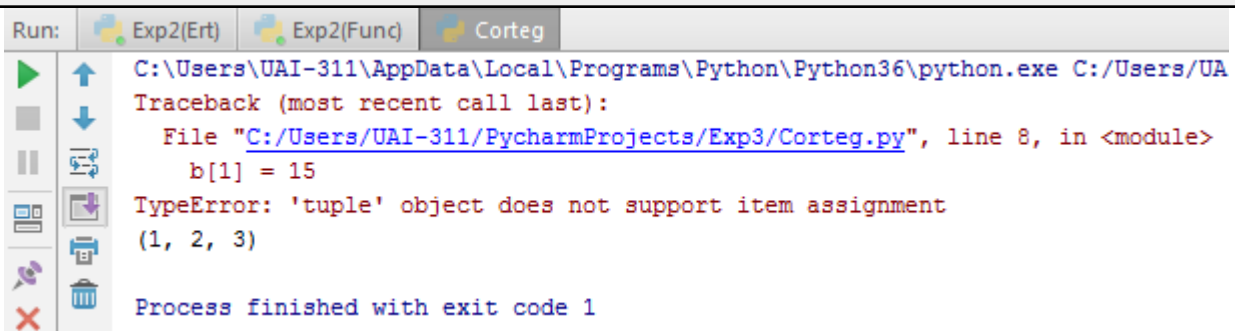 Run: Exp2(Ert) Exp2(Func) Corteg
C:\Users\UAI-311\AppData\Local\Programs\Python\Python36\python.exe C:/Users/UA
Traceback (most recent call last):
File "C:/Users/UAI-311/PycharmProjects/Exp3/Corteg.py", line 8, in <module>
b[1] = 15
TypeError: 'tuple' object does not support item assignment
(1, 2, 3)
Process finished with exit code 1